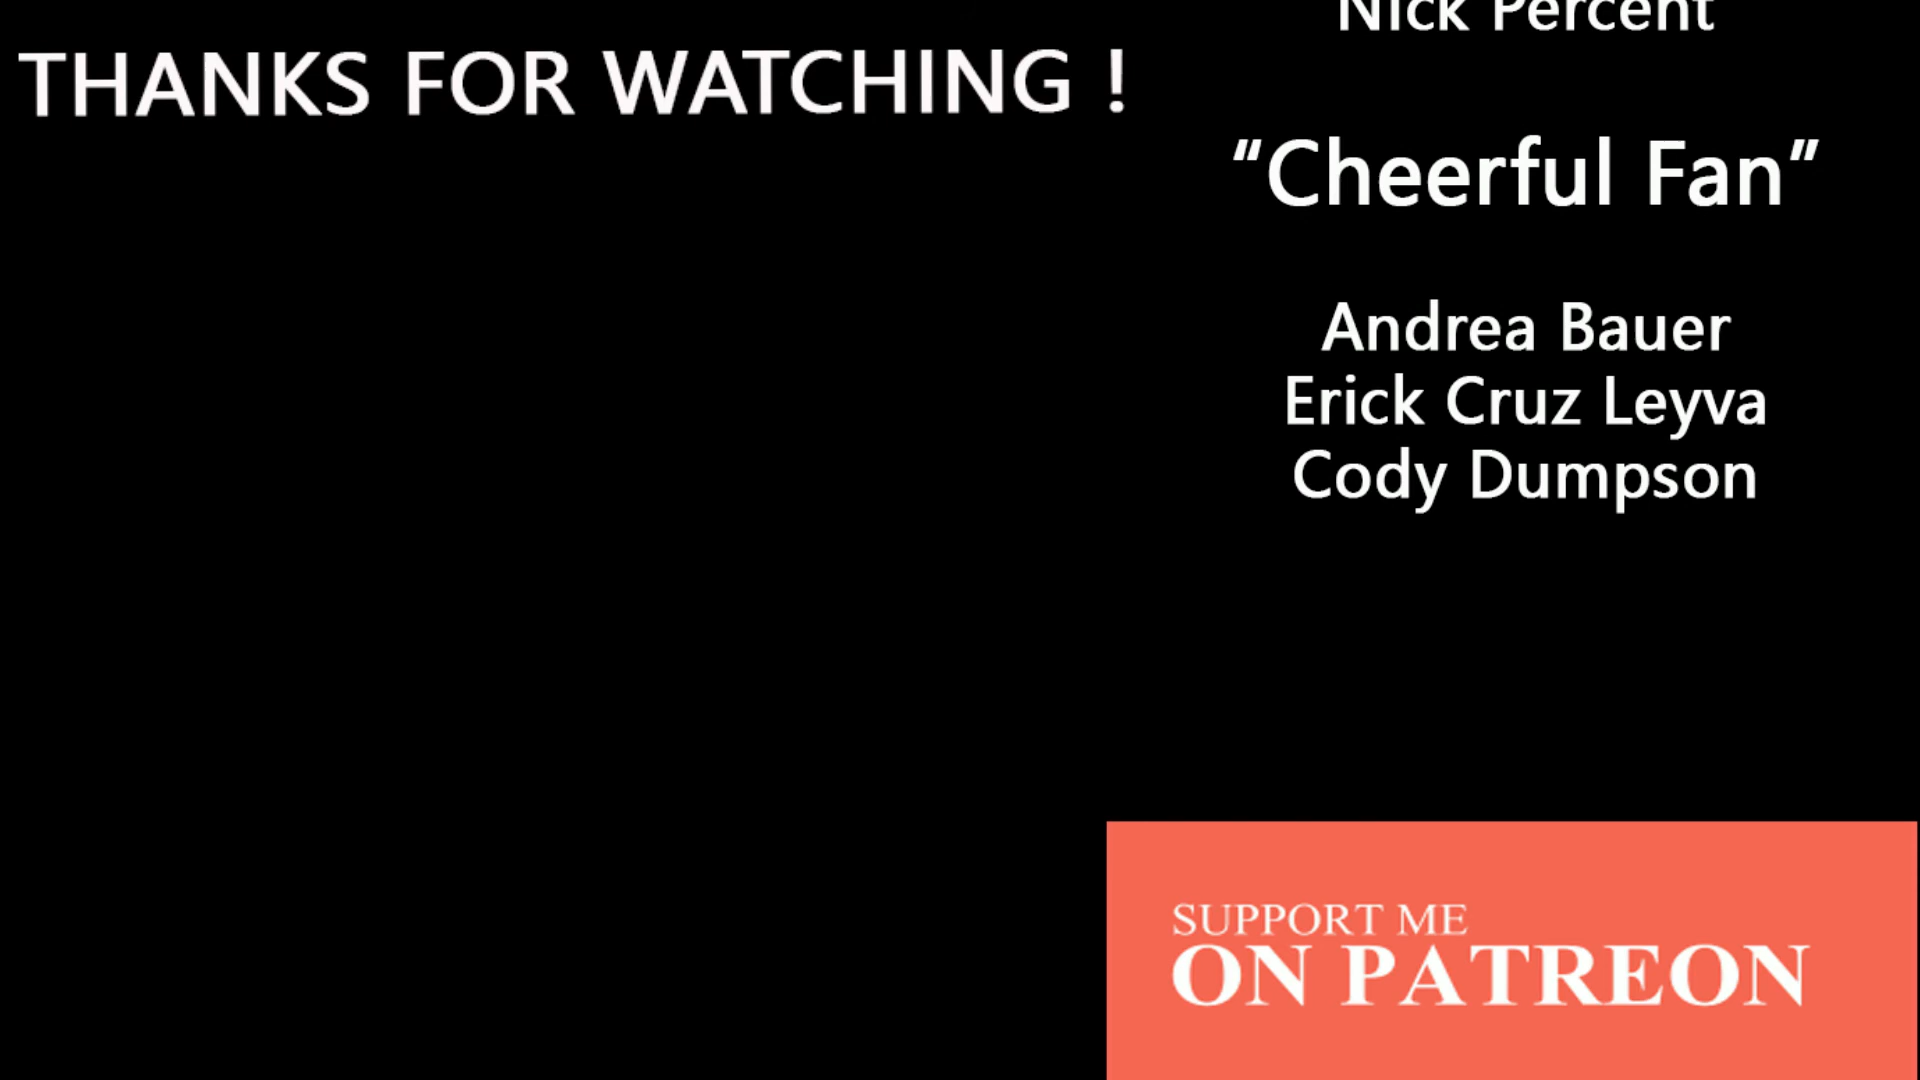 THANKS FOR WATCHING !
Nick Percent
“Cheerful Fan”
Andrea Bauer
Erick Cruz Leyva
Cody Dumpson
SUPPORT ME
ON PATREON